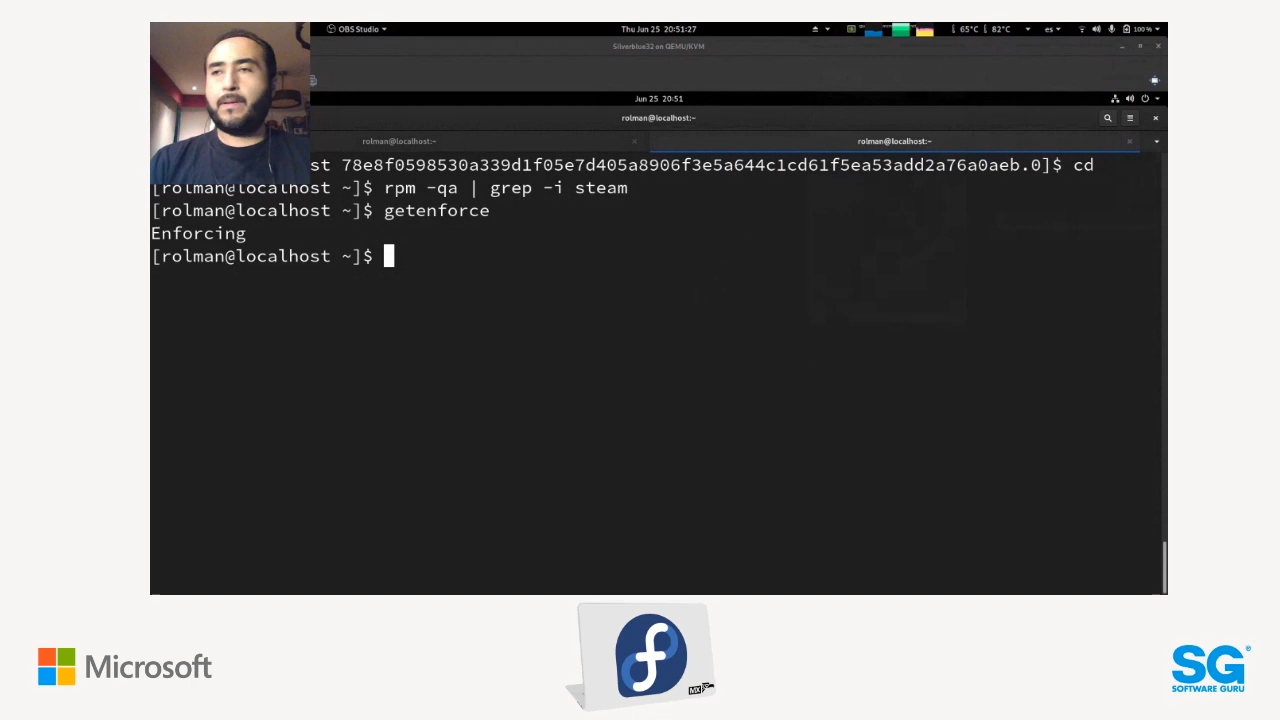 OBS Studio
Thu Jun 25 20:51:27
65°C
82°C
es
100 %
Silverblue32 on QEMU/KVM
Jun 25 20:51
rolman@localhost:~
rolman@localhost:~
rolman@localhost:~
st 78e8f0598530a339d1f05e7d405a8906f3e5a644c1cd61f5ea53add2a76a0aeb.0]$ cd
[rolman@localhost ~]$ rpm -qa | grep -i steam
[rolman@localhost ~]$ getenforce
Enforcing
[rolman@localhost ~]$
Microsoft
MX
SG
SOFTWARE GURU